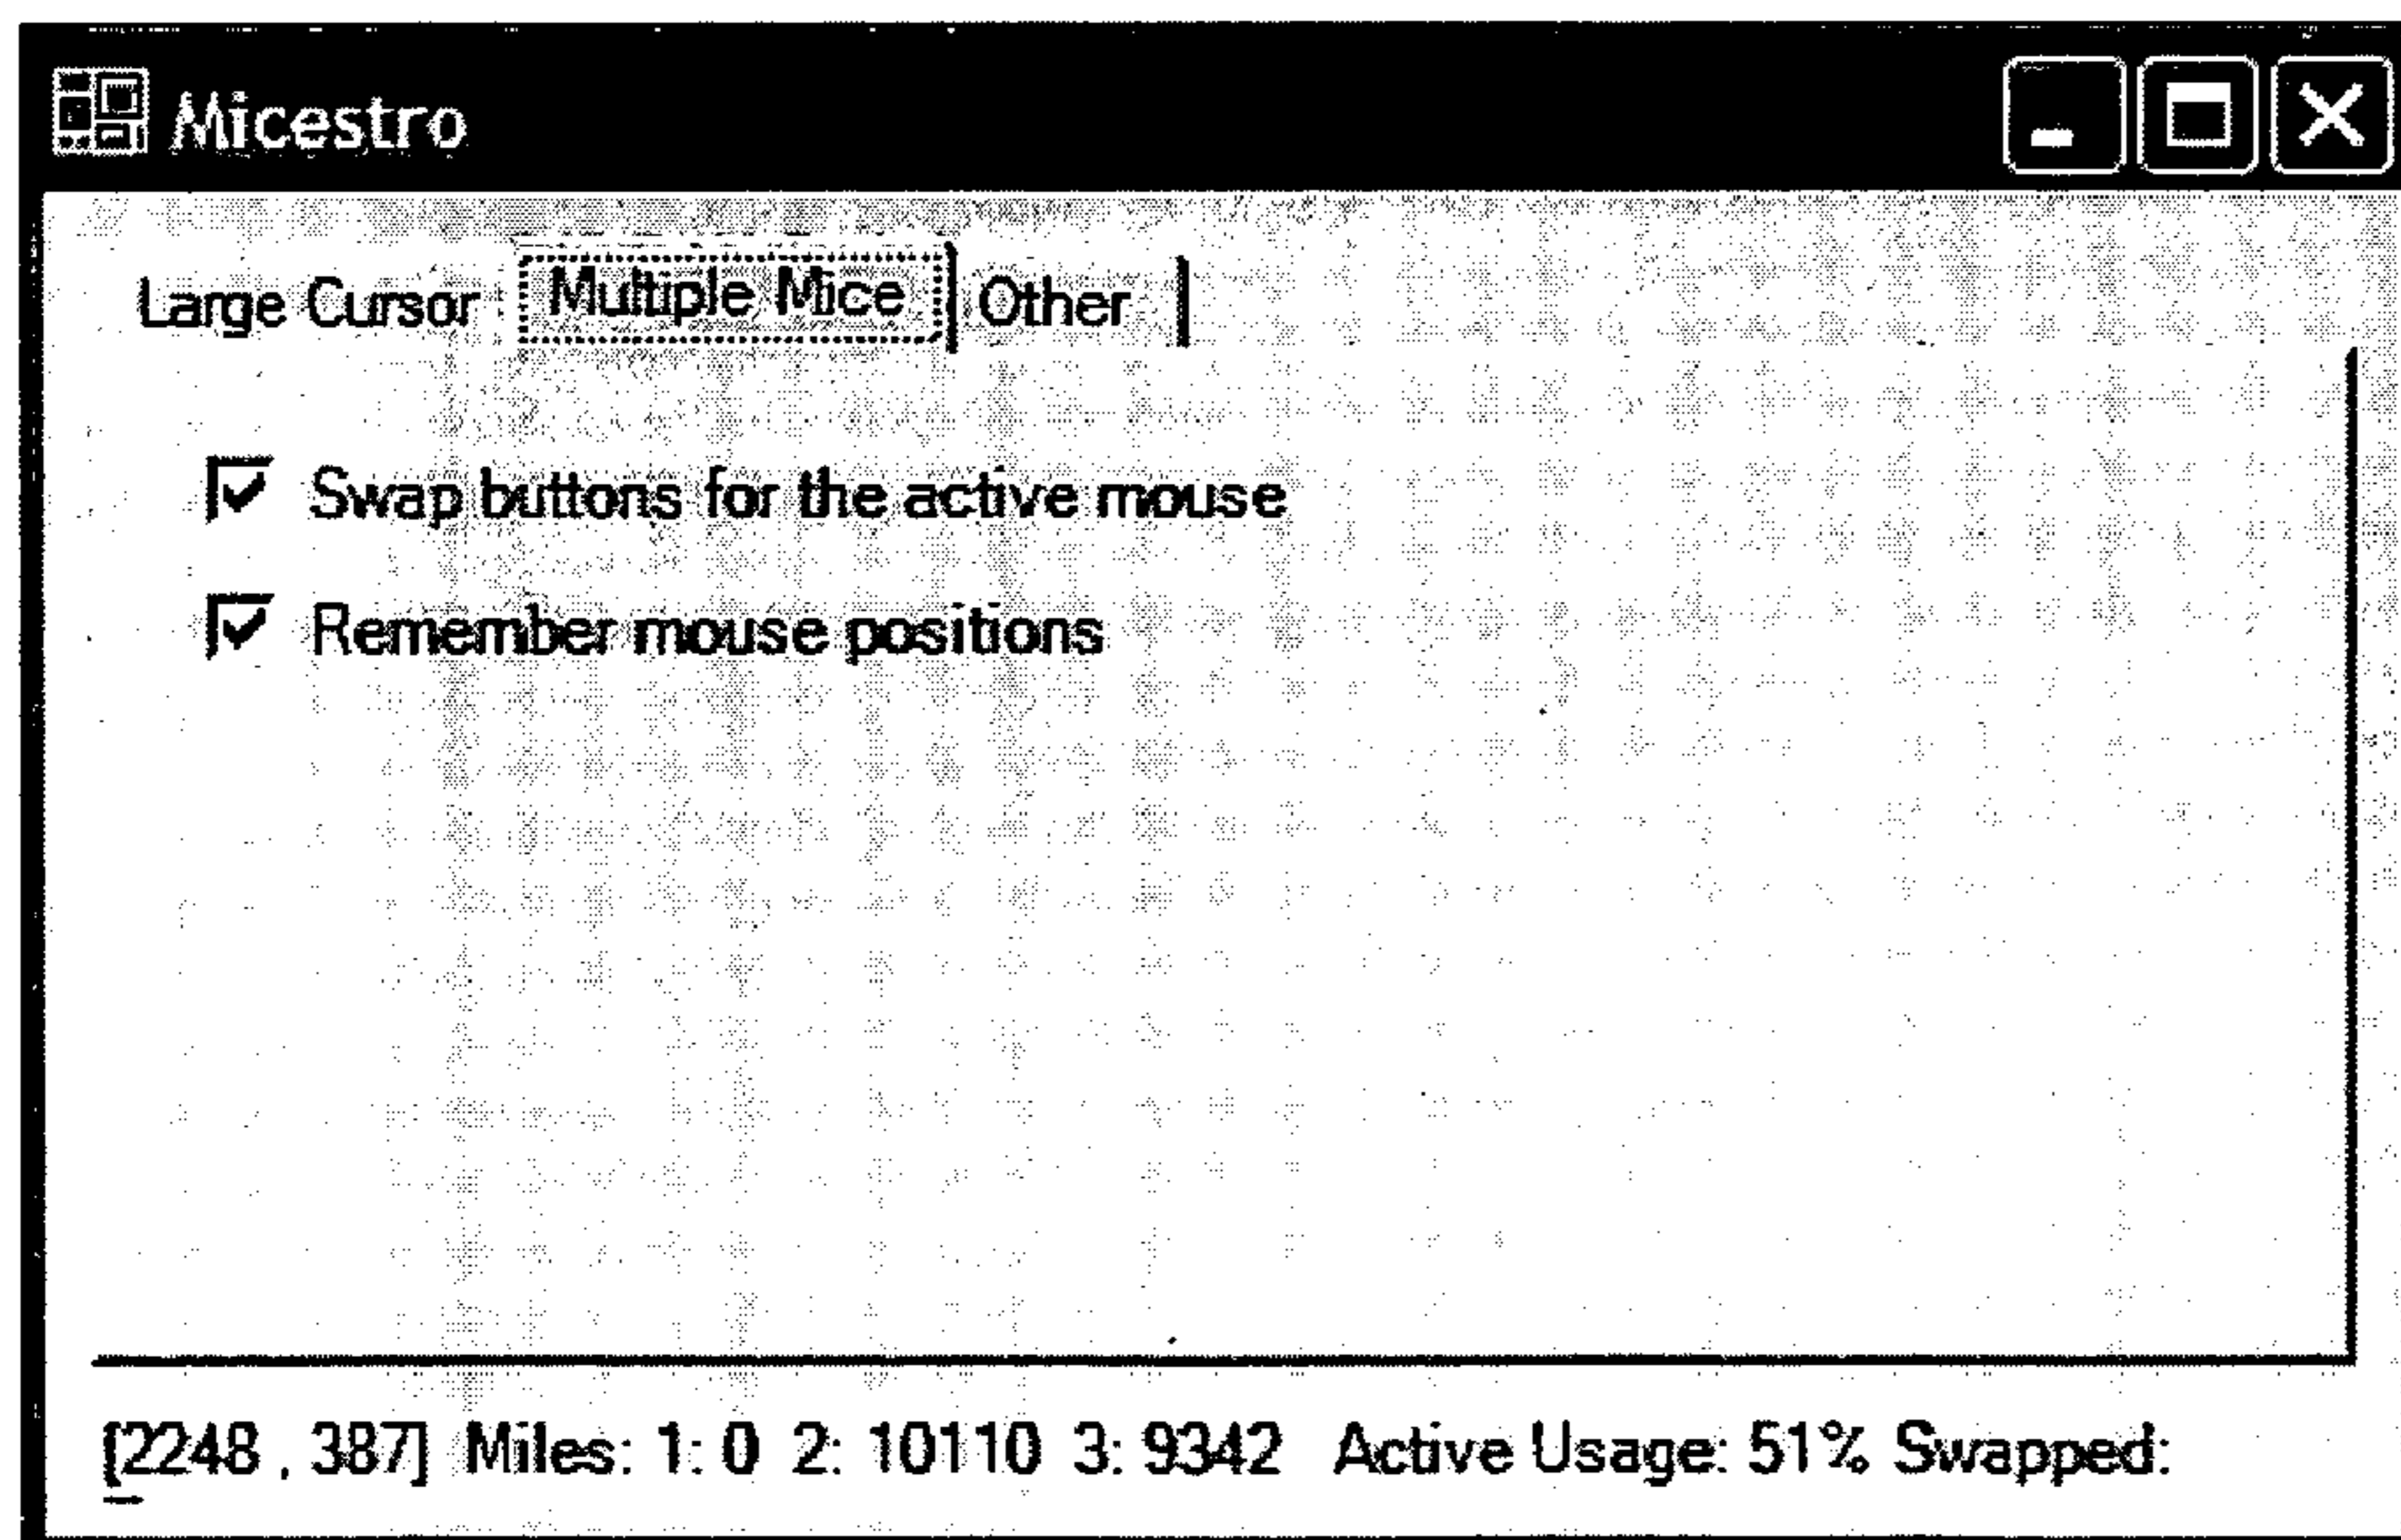 Micestro
Large Cursor Multiple Mice Other
Swap buttons for the active mouse
Remember mouse positions
[2248 , 387] Miles: 1: 0 2: 10110 3: 9342 Active Usage: 51% Swapped: